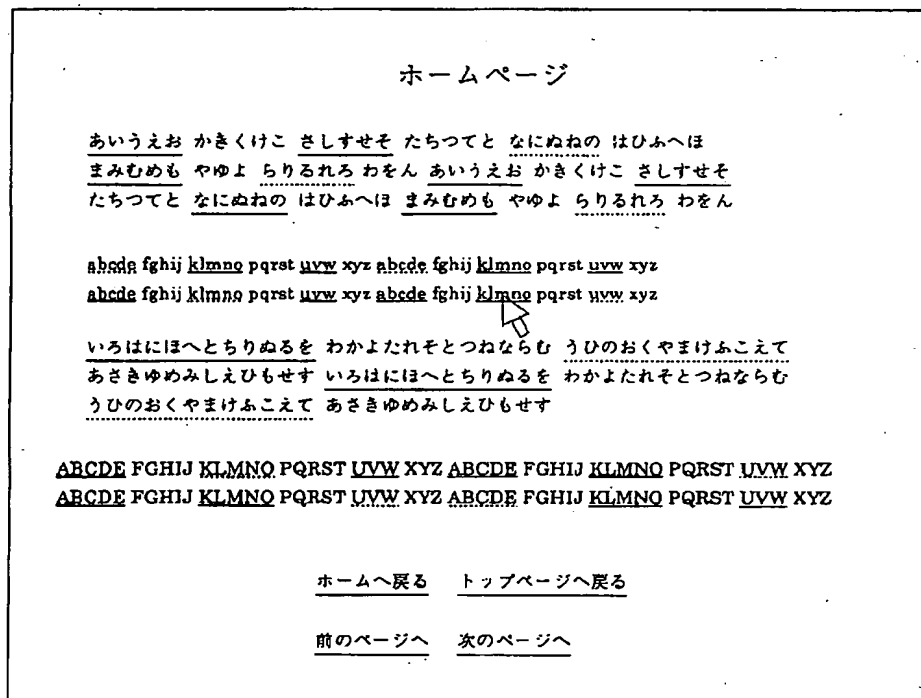 ホームページ
あいうえお かきくけこ さしすせそ たちつてと なにぬねの はひふへほ
まみむめも やゆよ らりるれろ わをん あいうえお かきくけこ さしすせそ
たちつてと なにぬねの はひふへほ まみむめも やゆよ らりるれろ わをん
abcde fghij klmno pqrst uvw xyz abcde fghij klmno pqrst uvw xyz
abcde fghij klmno pqrst uvw xyz abcde fghij klmno pqrst uvw xyz
いろはにほへとちりぬるを わかよたれそとつねならむ うひのおくやまけふこえて
あさきゆめみしえひもせす いろはにほへとちりぬるを わかよたれそとつねならむ
うひのおくやまけふこえて あさきゆめみしえひもせす
ABCDE FGHIJ KLMNO PQRST UVW XYZ ABCDE FGHIJ KLMNO PQRST UVW XYZ
ABCDE FGHIJ KLMNO PQRST UVW XYZ ABCDE FGHIJ KLMNO PQRST UVW XYZ
ホームへ戻る トップページへ戻る
前のページへ 次のページへ